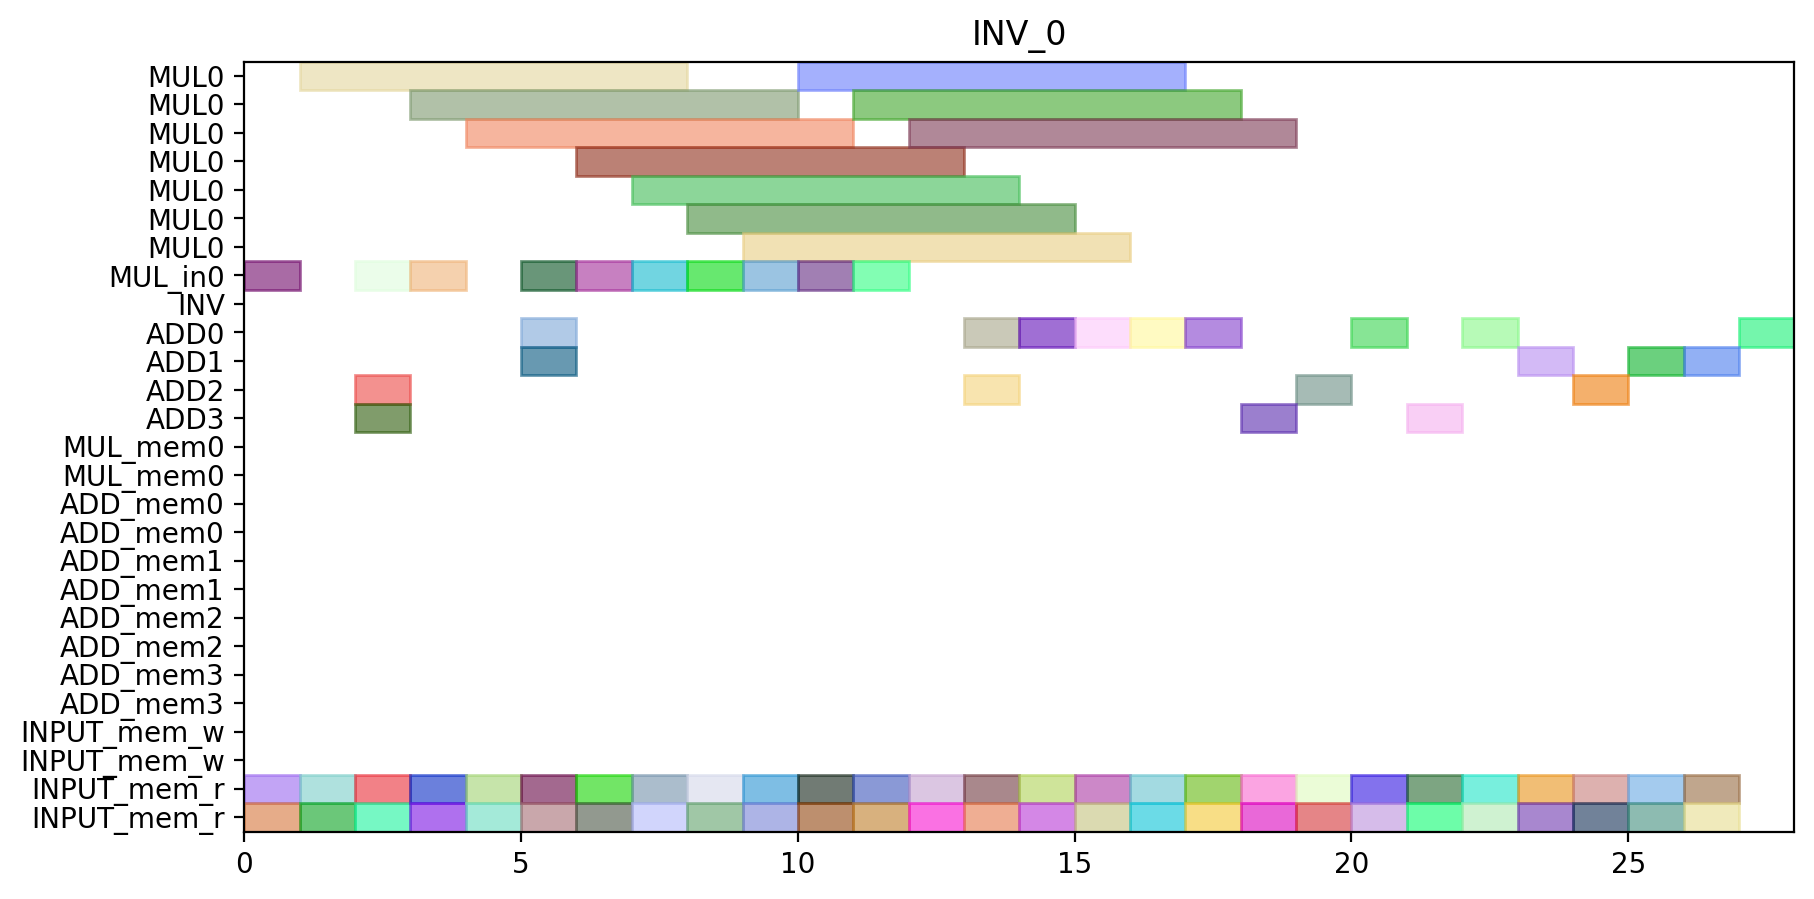 INV_0
MUL0
MUL0
MUL0
MUL0
MUL0
MUL0
MUL0
MUL_in0
INV
ADD0
ADD1
ADD2
ADD3
MUL_mem0
MUL_mem0
ADD_mem0
ADD_mem0
ADD_mem1
ADD_mem1
ADD_mem2
ADD_mem2
ADD_mem3
ADD_mem3
INPUT_mem_w
INPUT_mem_w
INPUT_mem_r
INPUT_mem_r
0 5 10 15 20 25